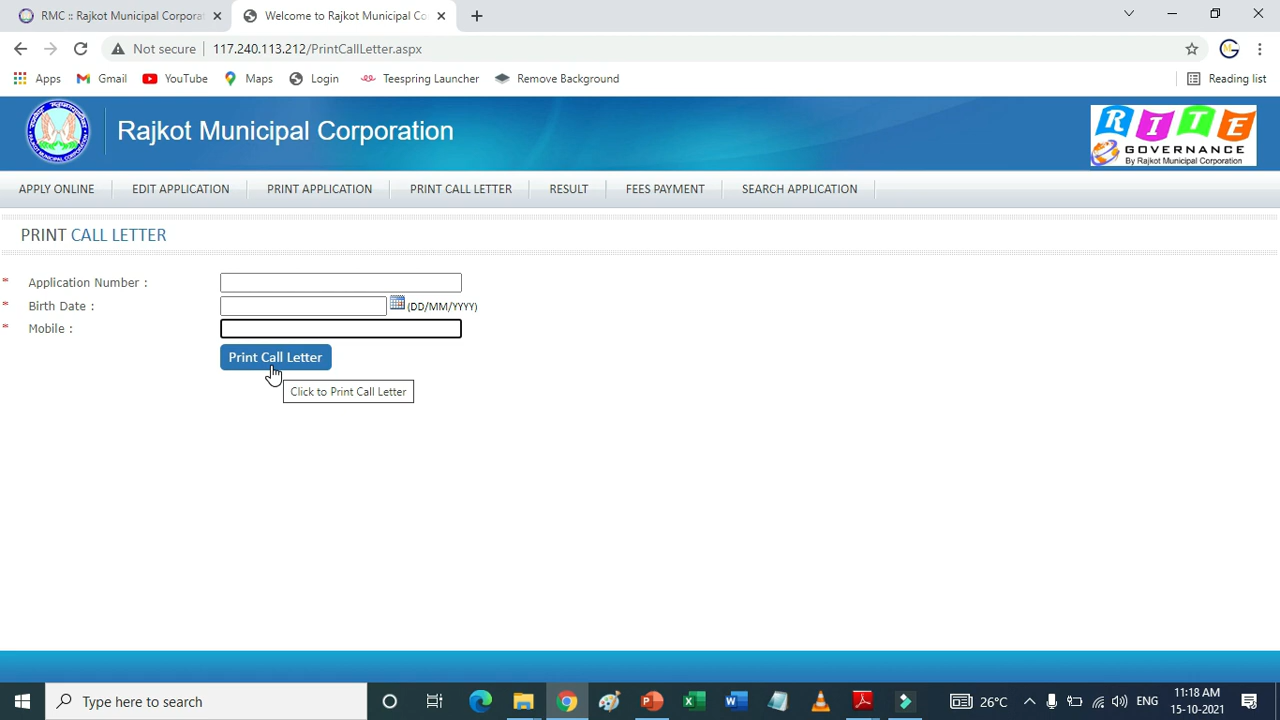 RMC :: Rajkot Municipal Corporat
Welcome to Rajkot Municipal Co
Not secure
117.240.113.212/PrintCallLetter.aspx
Apps
Gmail
YouTube
Maps
Login
Teespring Launcher
Remove Background
Reading list
Rajkot Municipal Corporation
RITE
GOVERNANCE
By Rajkot Municipal Corporation
APPLY ONLINE
EDIT APPLICATION
PRINT APPLICATION
PRINT CALL LETTER
RESULT
FEES PAYMENT
SEARCH APPLICATION
PRINT CALL LETTER
* Application Number :
* Birth Date : (DD/MM/YYYY)
* Mobile :
Print Call Letter
Click to Print Call Letter
Type here to search
26°C
ENG
11:18 AM
15-10-2021